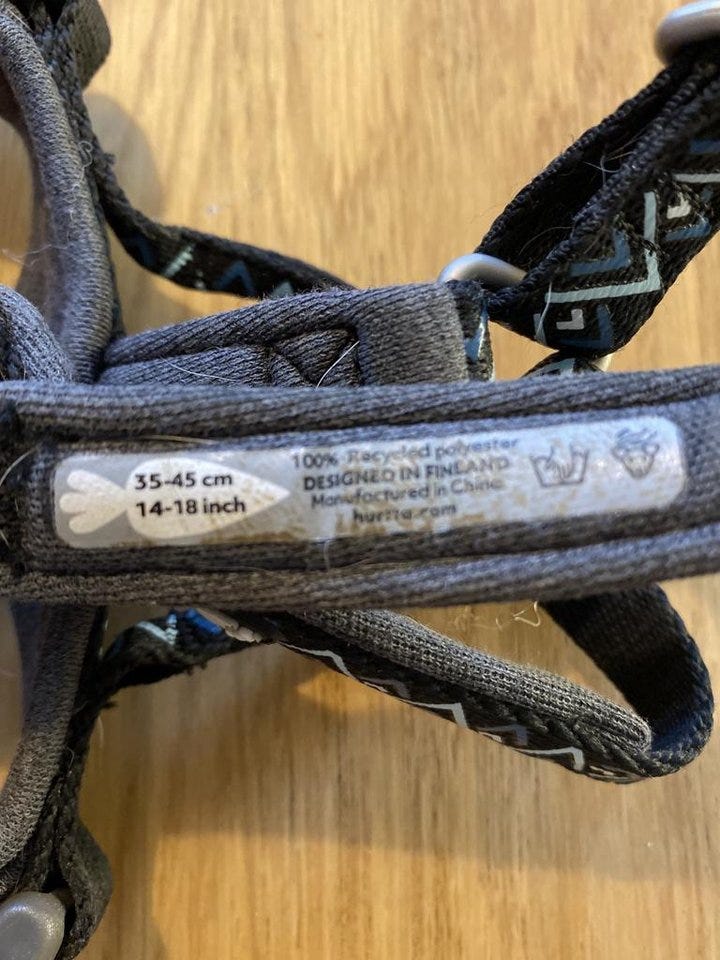 35-45 cm
14-18 inch
100% Recycled polyester
DESIGNED IN FINLAND
Manufactured in China
hurtta.com